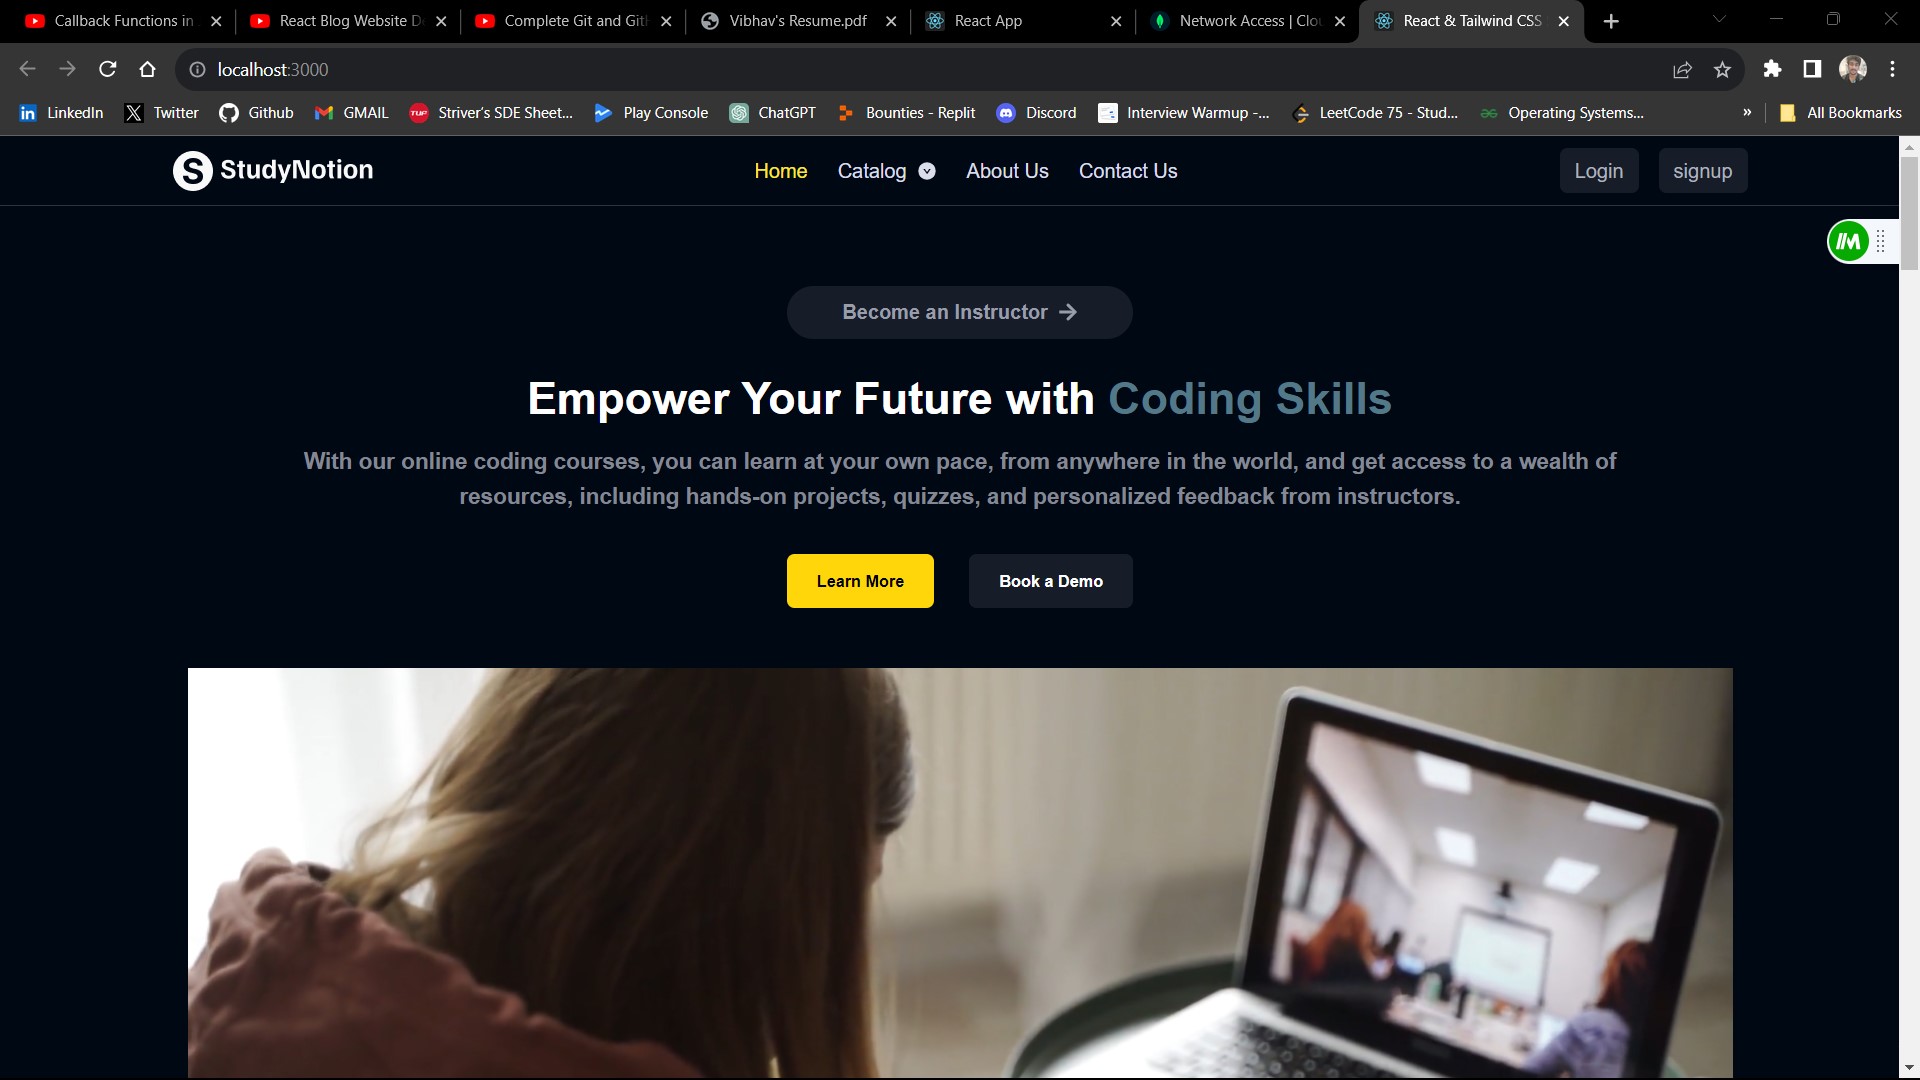 Callback Functions in
React Blog Website De
Complete Git and GitH
Vibhav's Resume.pdf
React App
Network Access | Clou
React & Tailwind CSS
localhost:3000
LinkedIn
Twitter
Github
GMAIL
TUF
Striver's SDE Sheet...
Play Console
ChatGPT
Bounties - Replit
Discord
Interview Warmup -...
LeetCode 75 - Stud...
Operating Systems...
»
All Bookmarks
S StudyNotion
Home
Catalog
About Us
Contact Us
Login
signup
Become an Instructor →
Empower Your Future with Coding Skills
With our online coding courses, you can learn at your own pace, from anywhere in the world, and get access to a wealth of
resources, including hands-on projects, quizzes, and personalized feedback from instructors.
Learn More
Book a Demo